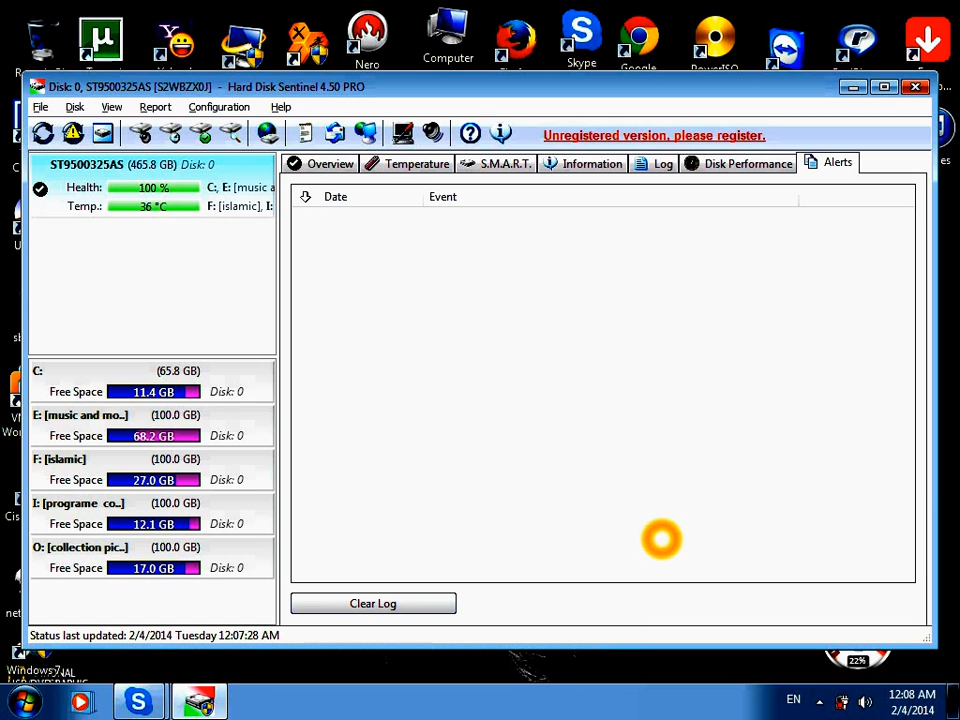 Nero
Computer
Skype
Google
PowerISO
Disk: 0, ST9500325AS [S2WBZX0J] - Hard Disk Sentinel 4.50 PRO
File Disk View Report Configuration Help
Unregistered version, please register.
ST9500325AS (465.8 GB) Disk: 0
Health: 100 % C:, E: [music a
Temp.: 36 °C F: [islamic], I:
Overview Temperature S.M.A.R.T. Information Log Disk Performance Alerts
Date Event
C: (65.8 GB)
Free Space 11.4 GB Disk: 0
E: [music and mo..] (100.0 GB)
Free Space 68.2 GB Disk: 0
F: [islamic] (100.0 GB)
Free Space 27.0 GB Disk: 0
I: [programe co..] (100.0 GB)
Free Space 12.1 GB Disk: 0
O: [collection pic..] (100.0 GB)
Free Space 17.0 GB Disk: 0
Clear Log
Status last updated: 2/4/2014 Tuesday 12:07:28 AM
Windows7
22%
EN
12:08 AM
2/4/2014